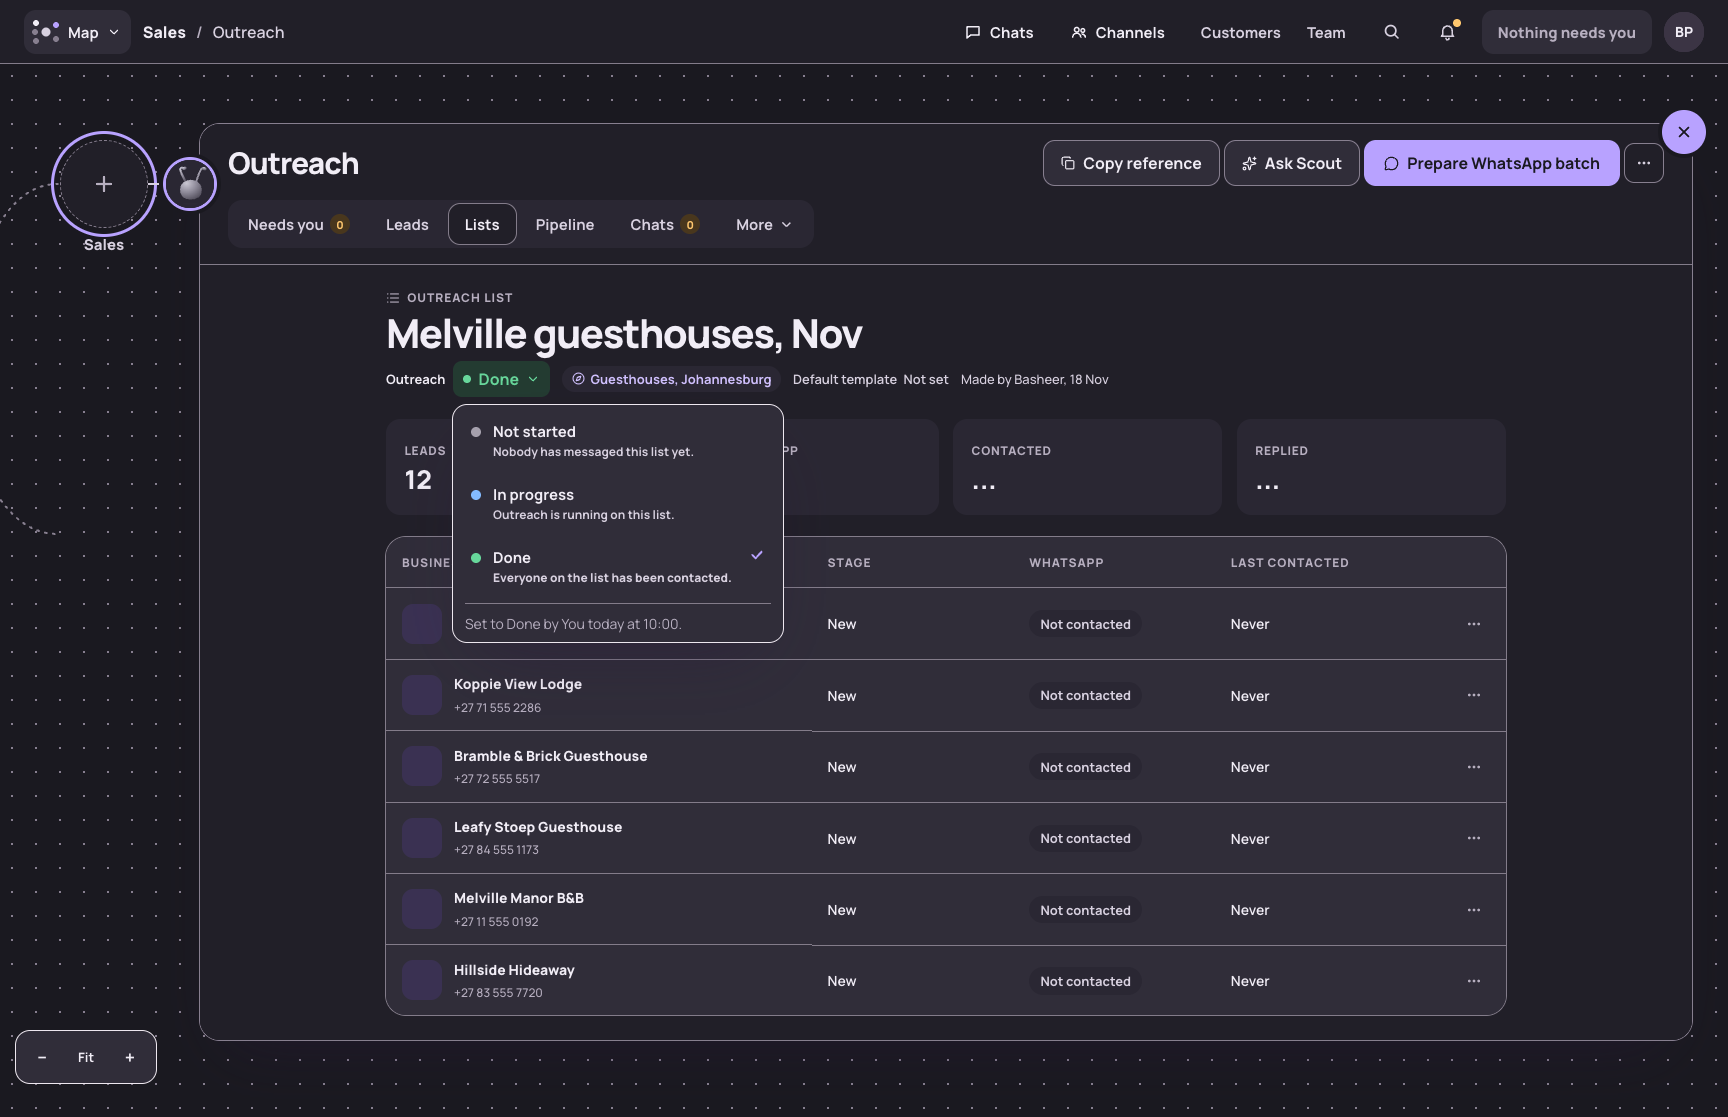 Map
Sales / Outreach
Chats
Channels
Customers
Team
Nothing needs you
BP
Sales
Outreach
Copy reference
Ask Scout
Prepare WhatsApp batch
Needs you 0
Leads
Lists
Pipeline
Chats 0
More
OUTREACH LIST
Melville guesthouses, Nov
Outreach
Done
Guesthouses, Johannesburg
Default template Not set
Made by Basheer, 18 Nov
Not started
Nobody has messaged this list yet.
In progress
Outreach is running on this list.
Done
Everyone on the list has been contacted.
Set to Done by You today at 10:00.
LEADS
12
PP
CONTACTED
...
REPLIED
...
BUSINE
STAGE
WHATSAPP
LAST CONTACTED
New
Not contacted
Never
Koppie View Lodge
+27 71 555 2286
New
Not contacted
Never
Bramble & Brick Guesthouse
+27 72 555 5517
New
Not contacted
Never
Leafy Stoep Guesthouse
+27 84 555 1173
New
Not contacted
Never
Melville Manor B&B
+27 11 555 0192
New
Not contacted
Never
Hillside Hideaway
+27 83 555 7720
New
Not contacted
Never
− Fit +